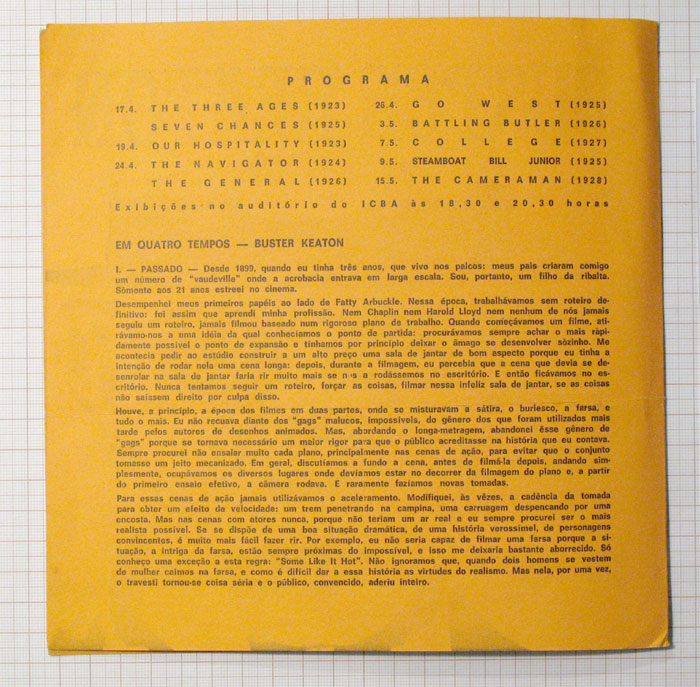 PROGRAMA
17.4. THE THREE AGES (1923)
SEVEN CHANCES (1925)
19.4. OUR HOSPITALITY (1923)
24.4. THE NAVIGATOR (1924)
THE GENERAL (1926)
26.4. GO WEST (1925)
3.5. BATTLING BUTLER (1926)
7.5. COLLEGE (1927)
9.5. STEAMBOAT BILL JUNIOR (1925)
15.5. THE CAMERAMAN (1928)
Exibições no auditório do ICBA às 18,30 e 20,30 horas
EM QUATRO TEMPOS — BUSTER KEATON
I. — PASSADO — Desde 1899, quando eu tinha três anos, que vivo nos palcos: meus pais criaram comigo
um número de "vaudeville" onde a acrobacia entrava em larga escala. Sou, portanto, um filho da ribalta.
Sòmente aos 21 anos estreei no cinema.
Desempenhei meus primeiros papéis ao lado de Fatty Arbuckle. Nessa época, trabalhávamos sem roteiro de-
finitivo: foi assim que aprendi minha profissão. Nem Chaplin nem Harold Lloyd nem nenhum de nós jamais
seguiu um roteiro, jamais filmou baseado num rigoroso plano de trabalho. Quando começávamos um filme, ati-
rávamo-nos a uma idéia da qual conhecíamos o ponto de partida: procurávamos sempre achar o mais ràpi-
damente possível o ponto de expansão e tínhamos por princípio deixar o âmago se desenvolver sòzinho. Me
acontecia pedir ao estúdio construir a um alto preço uma sala de jantar de bom aspecto porque eu tinha a
intenção de rodar nela uma cena longa: depois, durante a filmagem, eu percebia que a cena que devia se de-
senrolar na sala de jantar faria rir muito mais se nós a rodássemos no escritório. E então ficávamos no es-
critório. Nunca tentamos seguir um roteiro, forçar as coisas, filmar nessa infeliz sala de jantar, se as coisas
não saíssem direito por culpa disso.
Houve, a princípio, a época dos filmes em duas partes, onde se misturavam a sátira, o burlesco, a farsa, e
tudo o mais. Eu não recuava diante dos "gags" malucos, impossíveis, do gênero dos que foram utilizados mais
tarde pelos autores de desenhos animados. Mas, abordando o longa-metragem, abandonei êsse gênero de
"gags" porque se tornava necessário um maior rigor para que o público acreditasse na história que eu contava.
Sempre procurei não ensaiar muito cada plano, principalmente nas cenas de ação, para evitar que o conjunto
tomasse um jeito mecanizado. Em geral, discutíamos a fundo a cena, antes de filmá-la depois, andando sim-
plesmente, ocupávamos os diversos lugares onde devíamos estar no decorrer da filmagem do plano e, a partir
do primeiro ensaio efetivo, a câmera rodava. E raramente fazíamos novas tomadas.
Para essas cenas de ação jamais utilizávamos o aceleramento. Modifiquei, às vêzes, a cadência da tomada
para obter um efeito de velocidade: um trem penetrando na campina, uma carruagem despencando por uma
encosta. Mas nas cenas com atores nunca, porque não teriam um ar real e eu sempre procurei ser o mais
realista possível. Se se dispõe de uma boa situação dramática, de uma história verossímel, de personagens
convincentes, é muito mais fácil fazer rir. Por exemplo, eu não seria capaz de filmar uma farsa porque a si-
tuação, a intriga da farsa, estão sempre próximas do impossível, e isso me deixaria bastante aborrecido. Só
conheço uma exceção a esta regra: "Some Like It Hot". Não ignoramos que, quando dois homens se vestem
de mulher caímos na farsa, e como é difícil dar a essa história as virtudes do realismo. Mas nela, por uma vez,
o travesti tornou-se coisa séria e o público, convencido, aderiu inteiro.